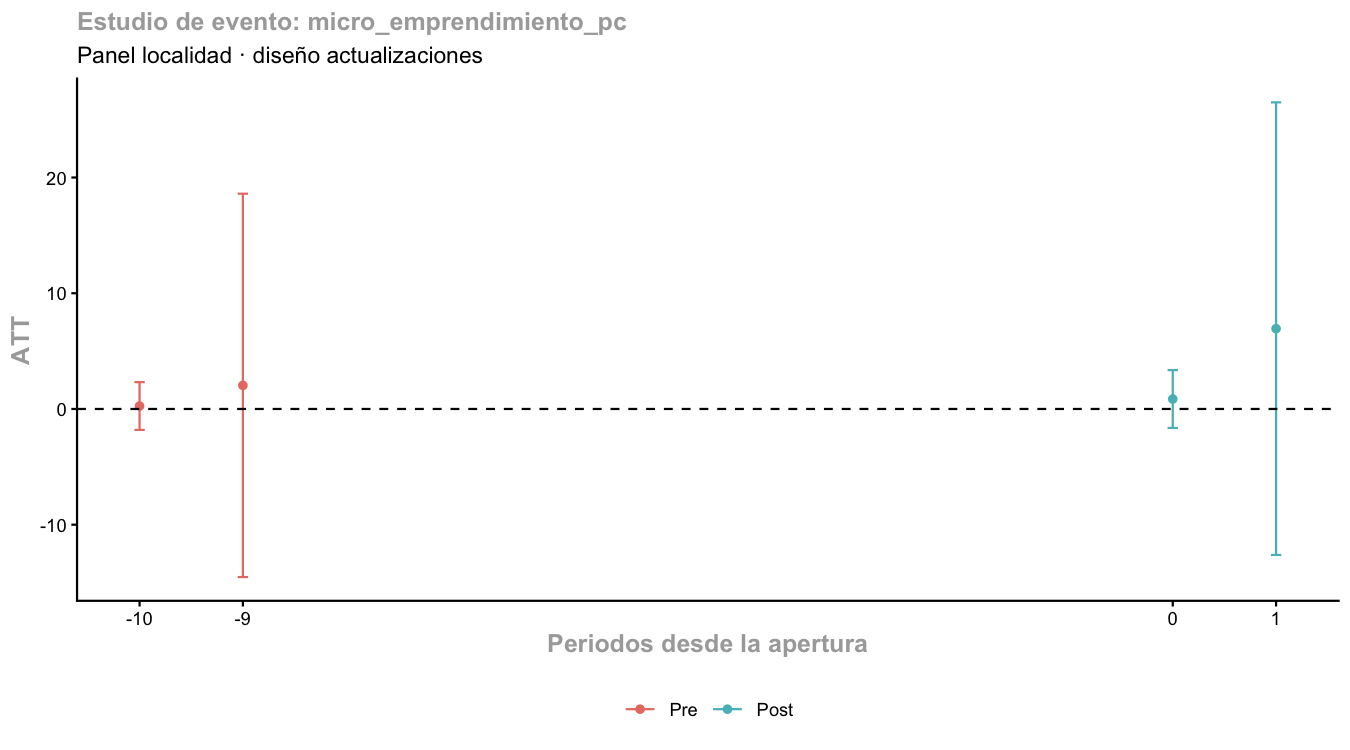 Estudio de evento: micro_emprendimiento_pc
Panel localidad · diseño actualizaciones
ATT
20
10
0
-10
-10
-9
0
1
Periodos desde la apertura
Pre
Post